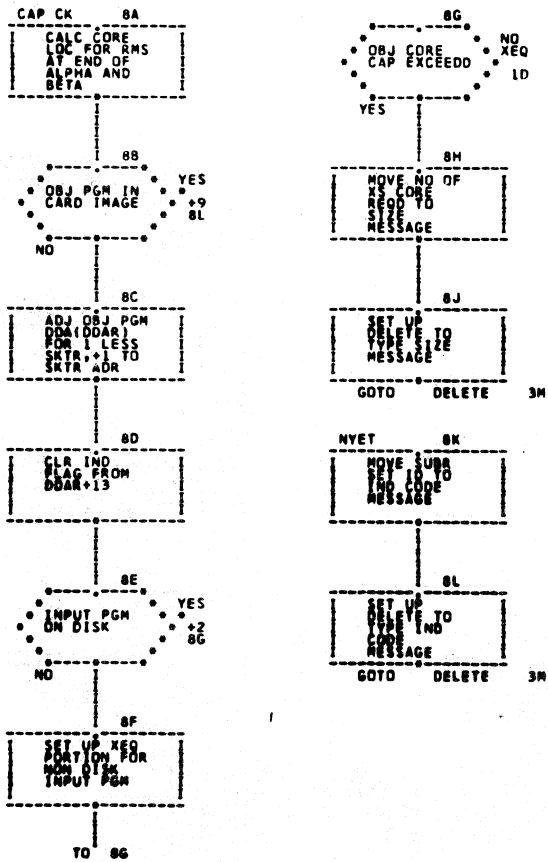 CAP CK 8A
CALC CORE
LOC FOR RMS
AT END OF
ALPHA AND
BETA
8B
OBJ PGM IN
CARD IMAGE
YES
+9
8L
NO
8C
ADJ OBJ PGM
DDA(DDAR)
FOR 1 LESS
SKTR,+1 TO
SKTR ADR
8D
CLR IND
FLAG FROM
DDAR+13
8E
INPUT PGM
ON DISK
YES
+2
8G
NO
8F
SET UP XEQ
PORTION FOR
NON DISK
INPUT PGM
TO 8G
8G
OBJ CORE
CAP EXCEEDD
NO
XEQ
1D
YES
8H
MOVE NO OF
XS CORE
REQD TO
SIZE
MESSAGE
8J
SET UP
DELETE TO
TYPE SIZE
MESSAGE
GOTO DELETE 3M
NYET 8K
MOVE SUBR
SET ID TO
IND CODE
MESSAGE
8L
SET UP
DELETE TO
TYPE IND
CODE
MESSAGE
GOTO DELETE 3M